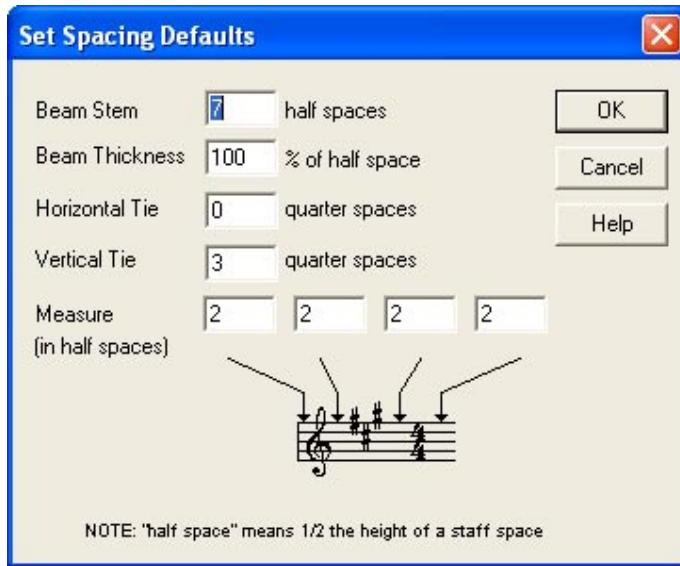 Set Spacing Defaults
Beam Stem 7 half spaces OK
Beam Thickness 100 % of half space Cancel
Horizontal Tie 0 quarter spaces Help
Vertical Tie 3 quarter spaces
Measure 2 2 2 2
(in half spaces)
4
4
NOTE: "half space" means 1/2 the height of a staff space